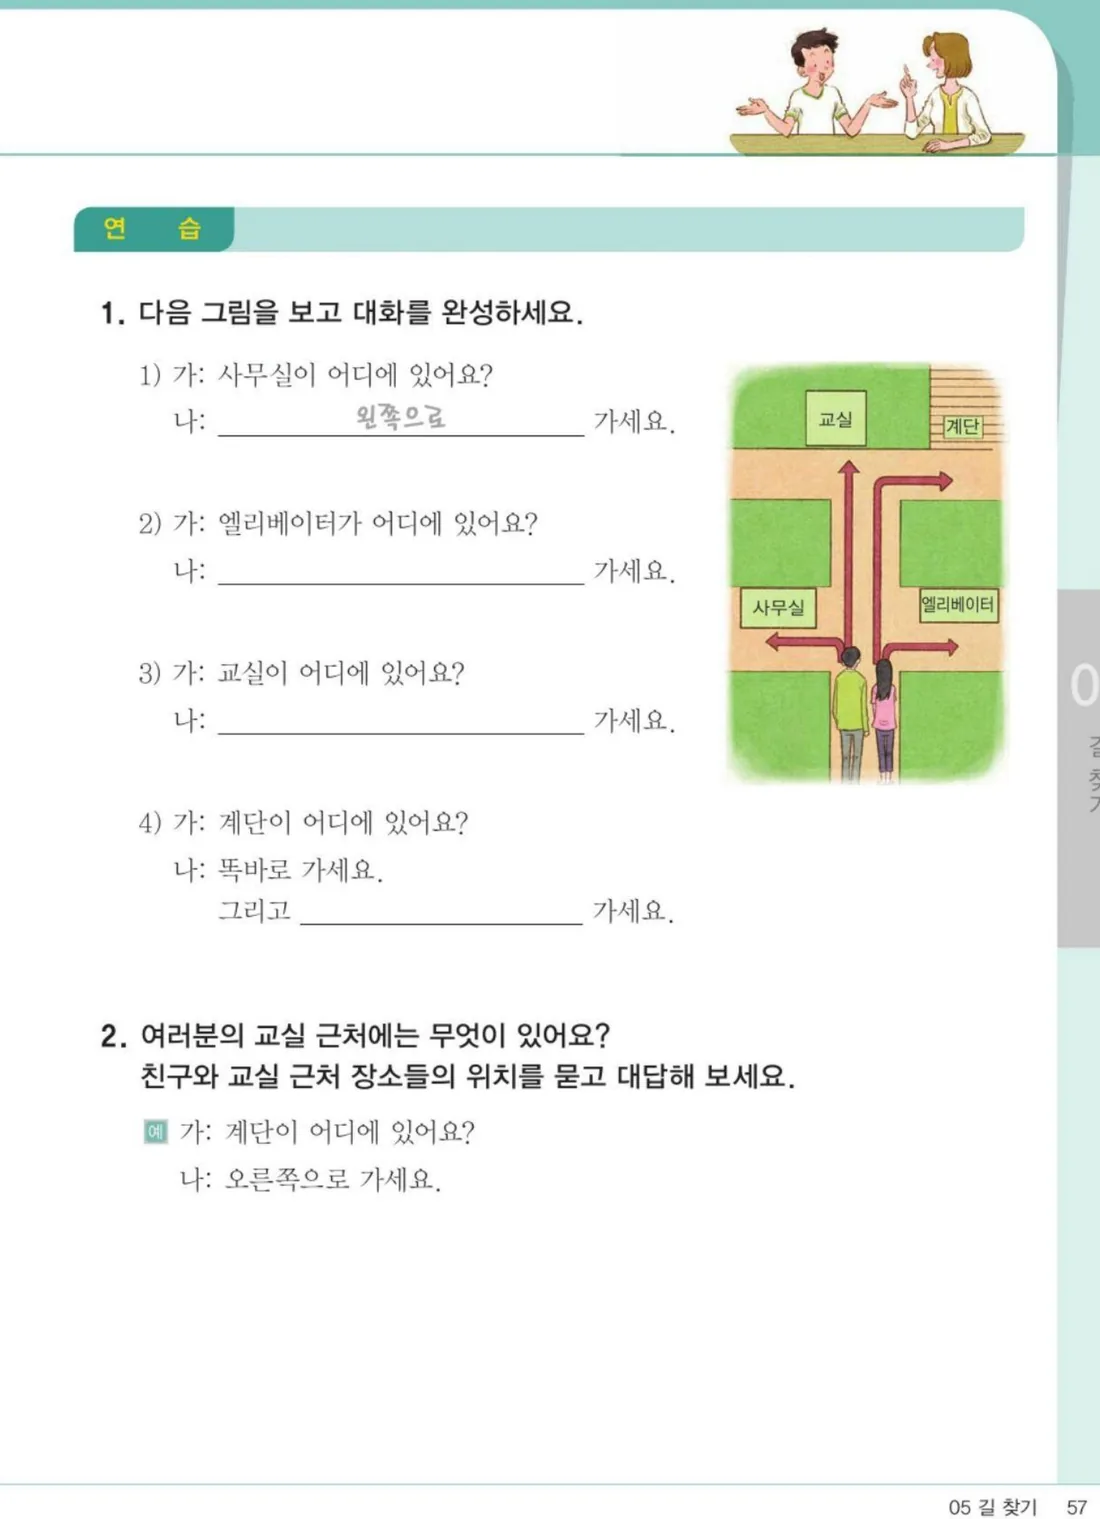 연 습
1. 다음 그림을 보고 대화를 완성하세요.
1) 가: 사무실이 어디에 있어요?
나: 왼쪽으로 가세요.
2) 가: 엘리베이터가 어디에 있어요?
나: 가세요.
3) 가: 교실이 어디에 있어요?
나: 가세요.
4) 가: 계단이 어디에 있어요?
나: 똑바로 가세요.
그리고 가세요.
교실
계단
사무실
엘리베이터
2. 여러분의 교실 근처에는 무엇이 있어요?
친구와 교실 근처 장소들의 위치를 묻고 대답해 보세요.
예 가: 계단이 어디에 있어요?
나: 오른쪽으로 가세요.
05 길 찾기 57